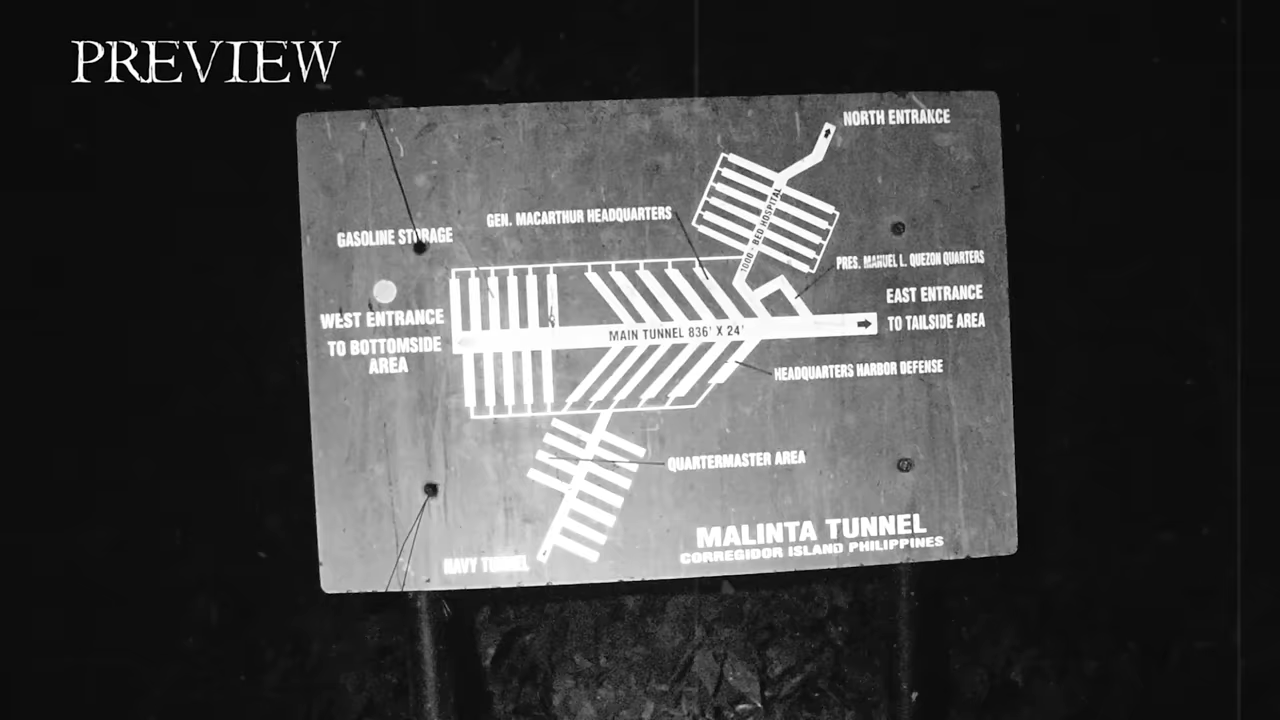 PREVIEW
NORTH ENTRANCE
GEN. MACARTHUR HEADQUARTERS
1000 - BED HOSPITAL
GASOLINE STORAGE
PRES. MANUEL L. QUEZON QUARTERS
WEST ENTRANCE
TO BOTTOMSIDE
AREA
EAST ENTRANCE
TO TAILSIDE AREA
MAIN TUNNEL 836' X 24'
HEADQUARTERS HARBOR DEFENSE
QUARTERMASTER AREA
NAVY TUNNEL
MALINTA TUNNEL
CORREGIDOR ISLAND PHILIPPINES